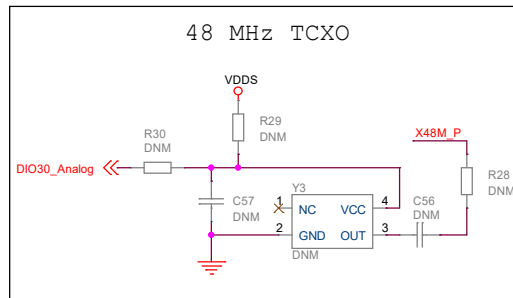 48 MHz TCXO
VDDS
R30
DNM
R29
DNM
X48M_P
DIO30_Analog
R28
DNM
C57
DNM
Y3
C56
DNM
1
NC
VCC
4
2
GND
OUT
3
DNM